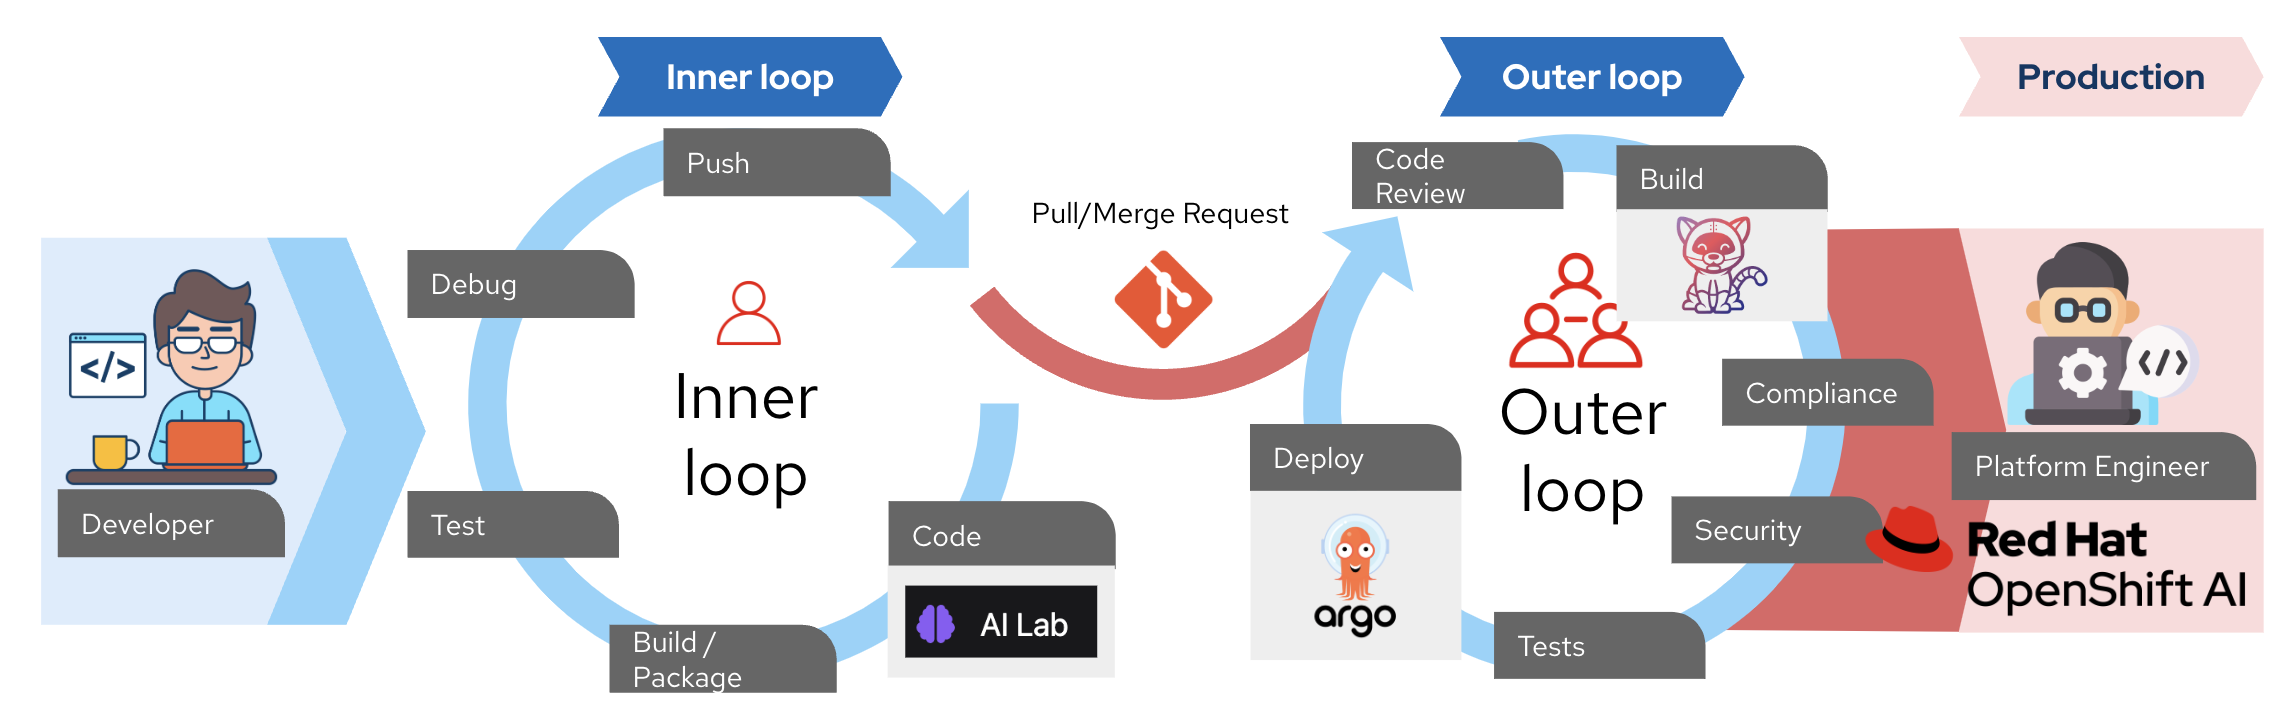 Inner loop
Outer loop
Production
Push
Code
Review
Build
Pull/Merge Request
Debug
Inner
loop
Outer
loop
Compliance
Deploy
Platform Engineer
Developer
Test
Code
Security
Red Hat
OpenShift AI
AI Lab
argo
Build /
Package
Tests